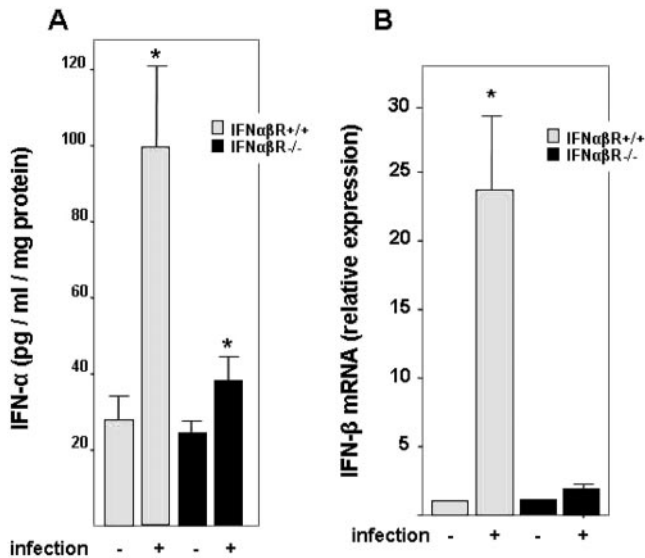 A
IFN-α (pg / ml / mg protein)
120
100
80
60
40
20
*
*
IFNαβR+/+
IFNαβR-/-
infection - + - +
B
IFN-β mRNA (relative expression)
30
25
20
15
10
5
*
IFNαβR+/+
IFNαβR-/-
infection - + - +